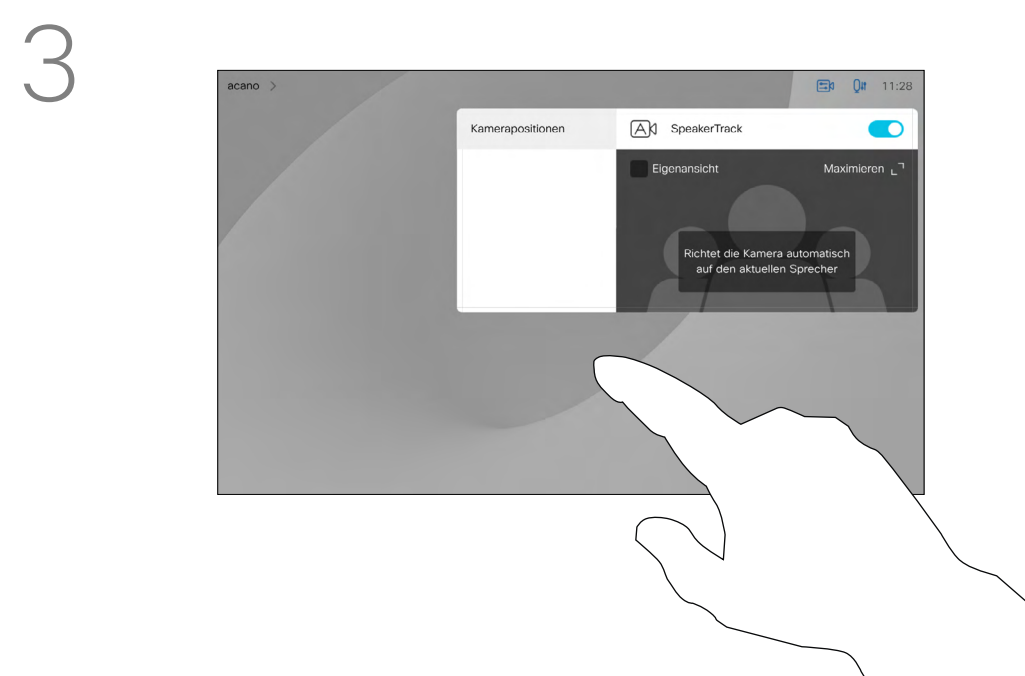 3
acano >
11:28
Kamerapositionen
SpeakerTrack
Eigenansicht
Maximieren
Richtet die Kamera automatisch
auf den aktuellen Sprecher